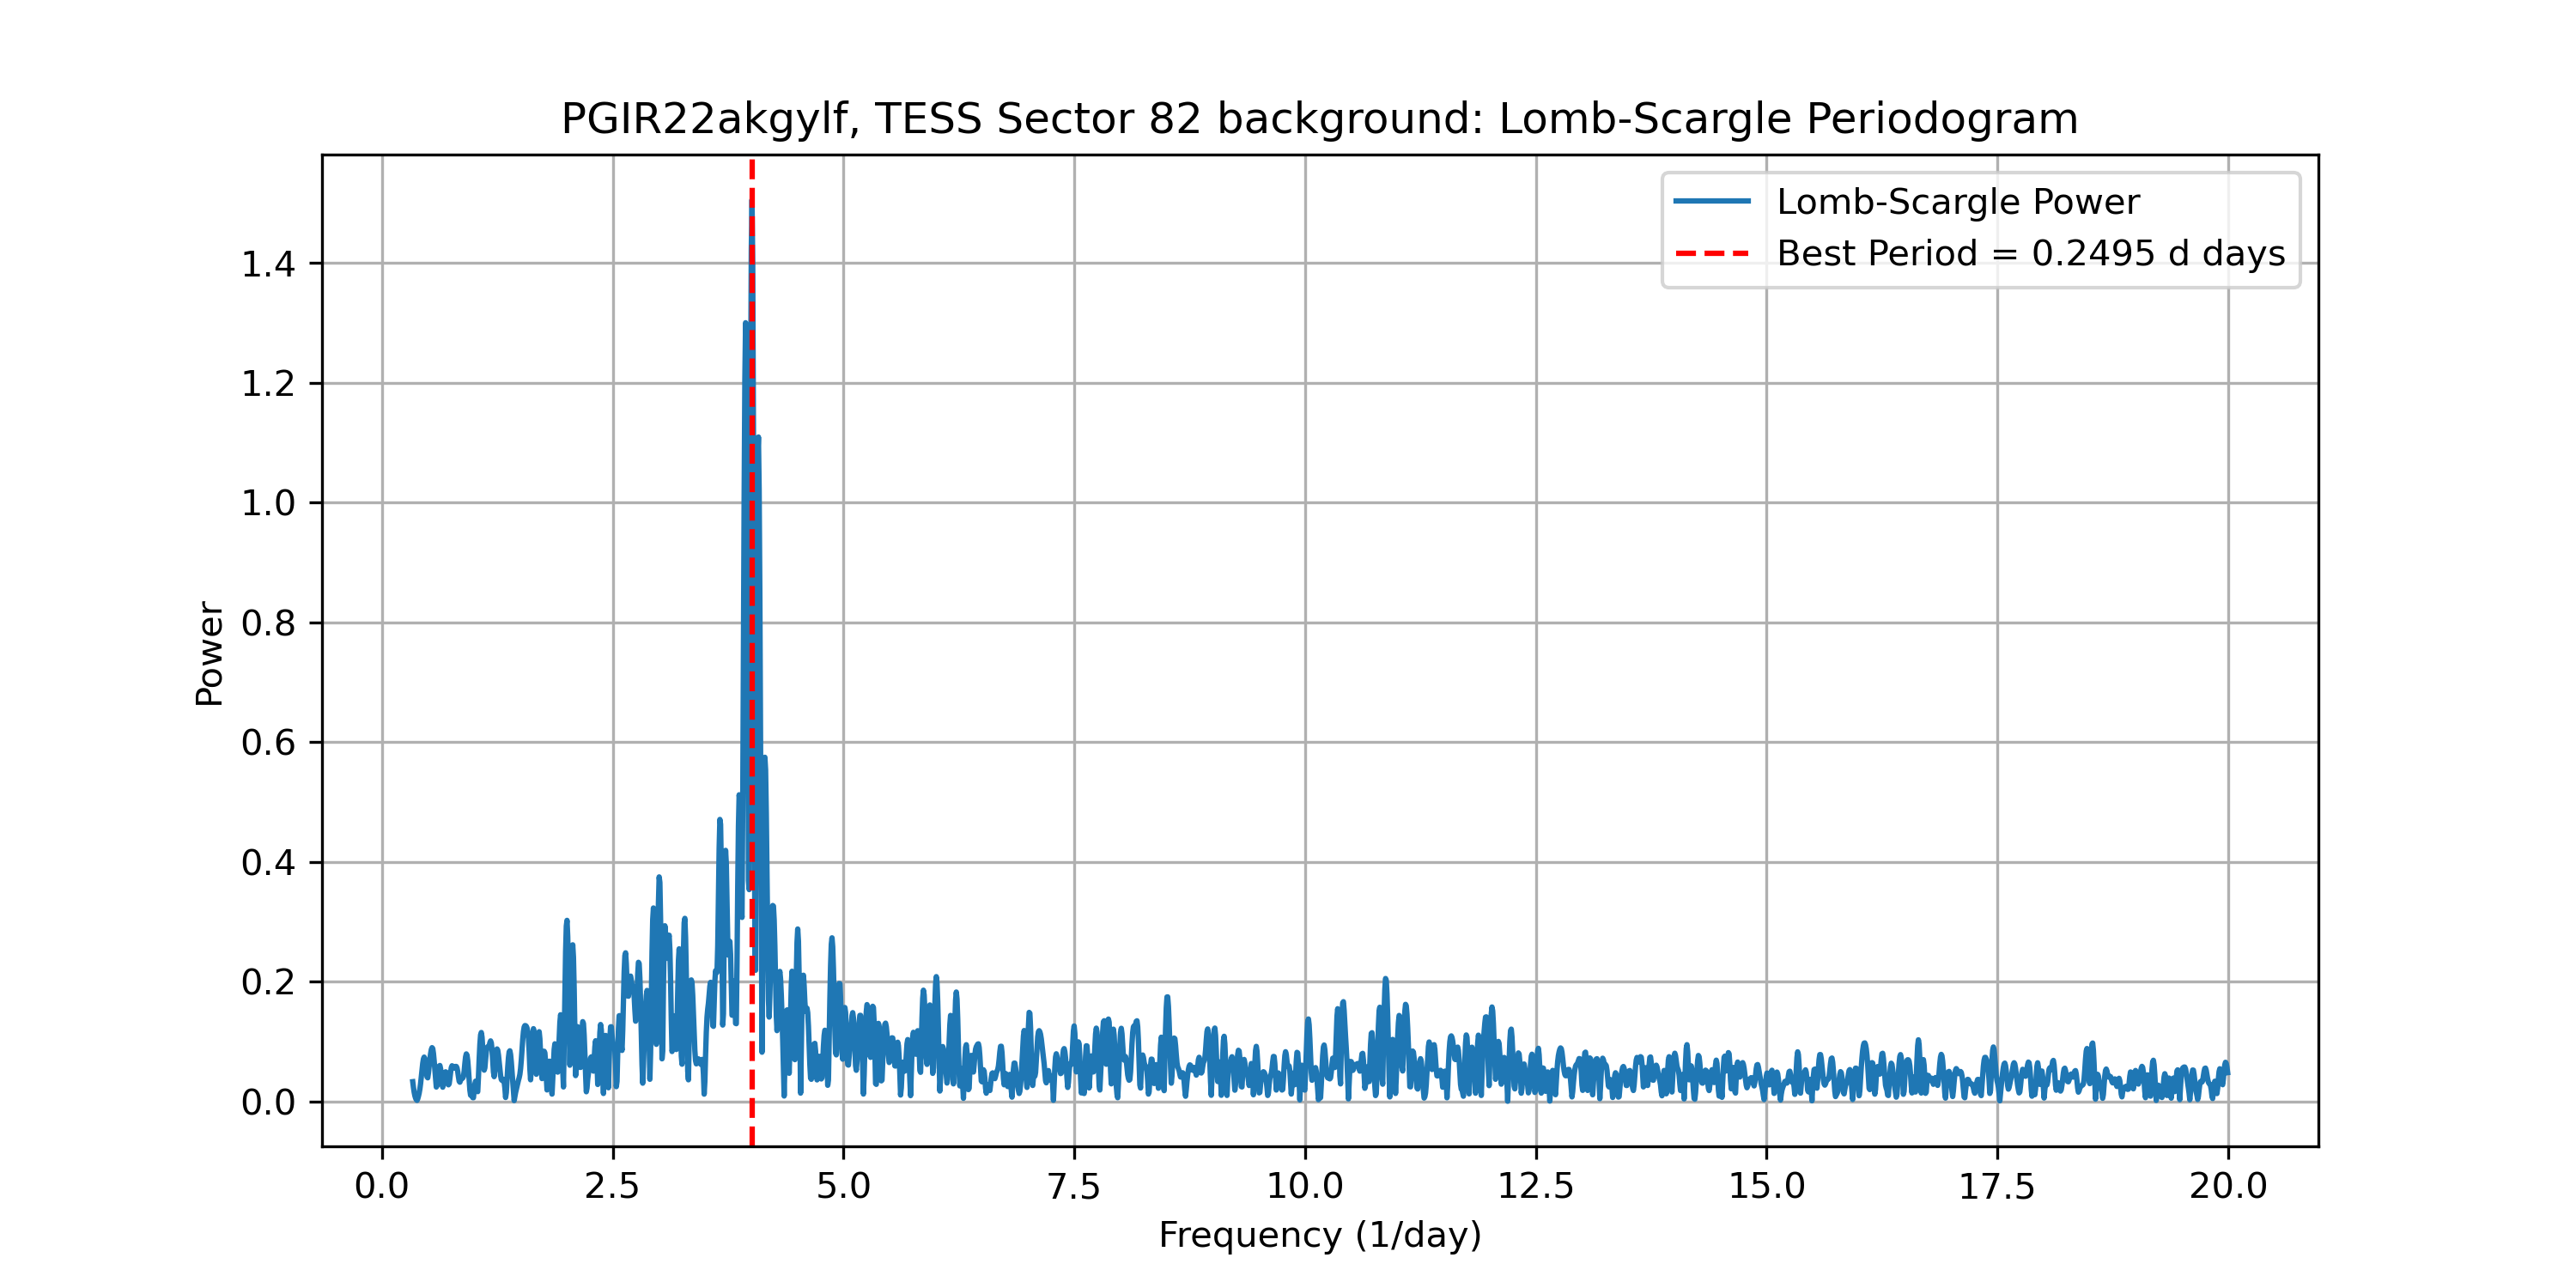 PGIR22akgylf, TESS Sector 82 background: Lomb-Scargle Periodogram
Lomb-Scargle Power
Best Period = 0.2495 d days
1.4
1.2
1.0
0.8
0.6
0.4
0.2
0.0
Power
0.0 2.5 5.0 7.5 10.0 12.5 15.0 17.5 20.0
Frequency (1/day)